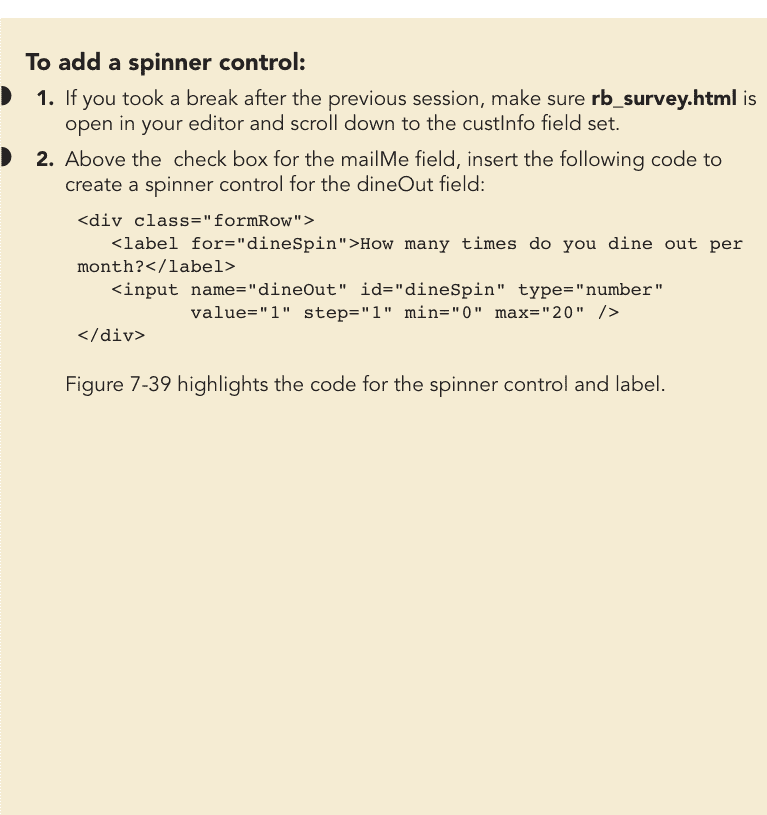 To add a spinner control:
1. If you took a break after the previous session, make sure rb_survey.html is
open in your editor and scroll down to the custInfo field set.
2. Above the check box for the mailMe field, insert the following code to
create a spinner control for the dineOut field:
<div class="formRow">
<label for="dineSpin">How many times do you dine out per
month?</label>
<input name="dineOut" id="dineSpin" type="number"
value="1" step="1" min="0" max="20" />
</div>
Figure 7-39 highlights the code for the spinner control and label.